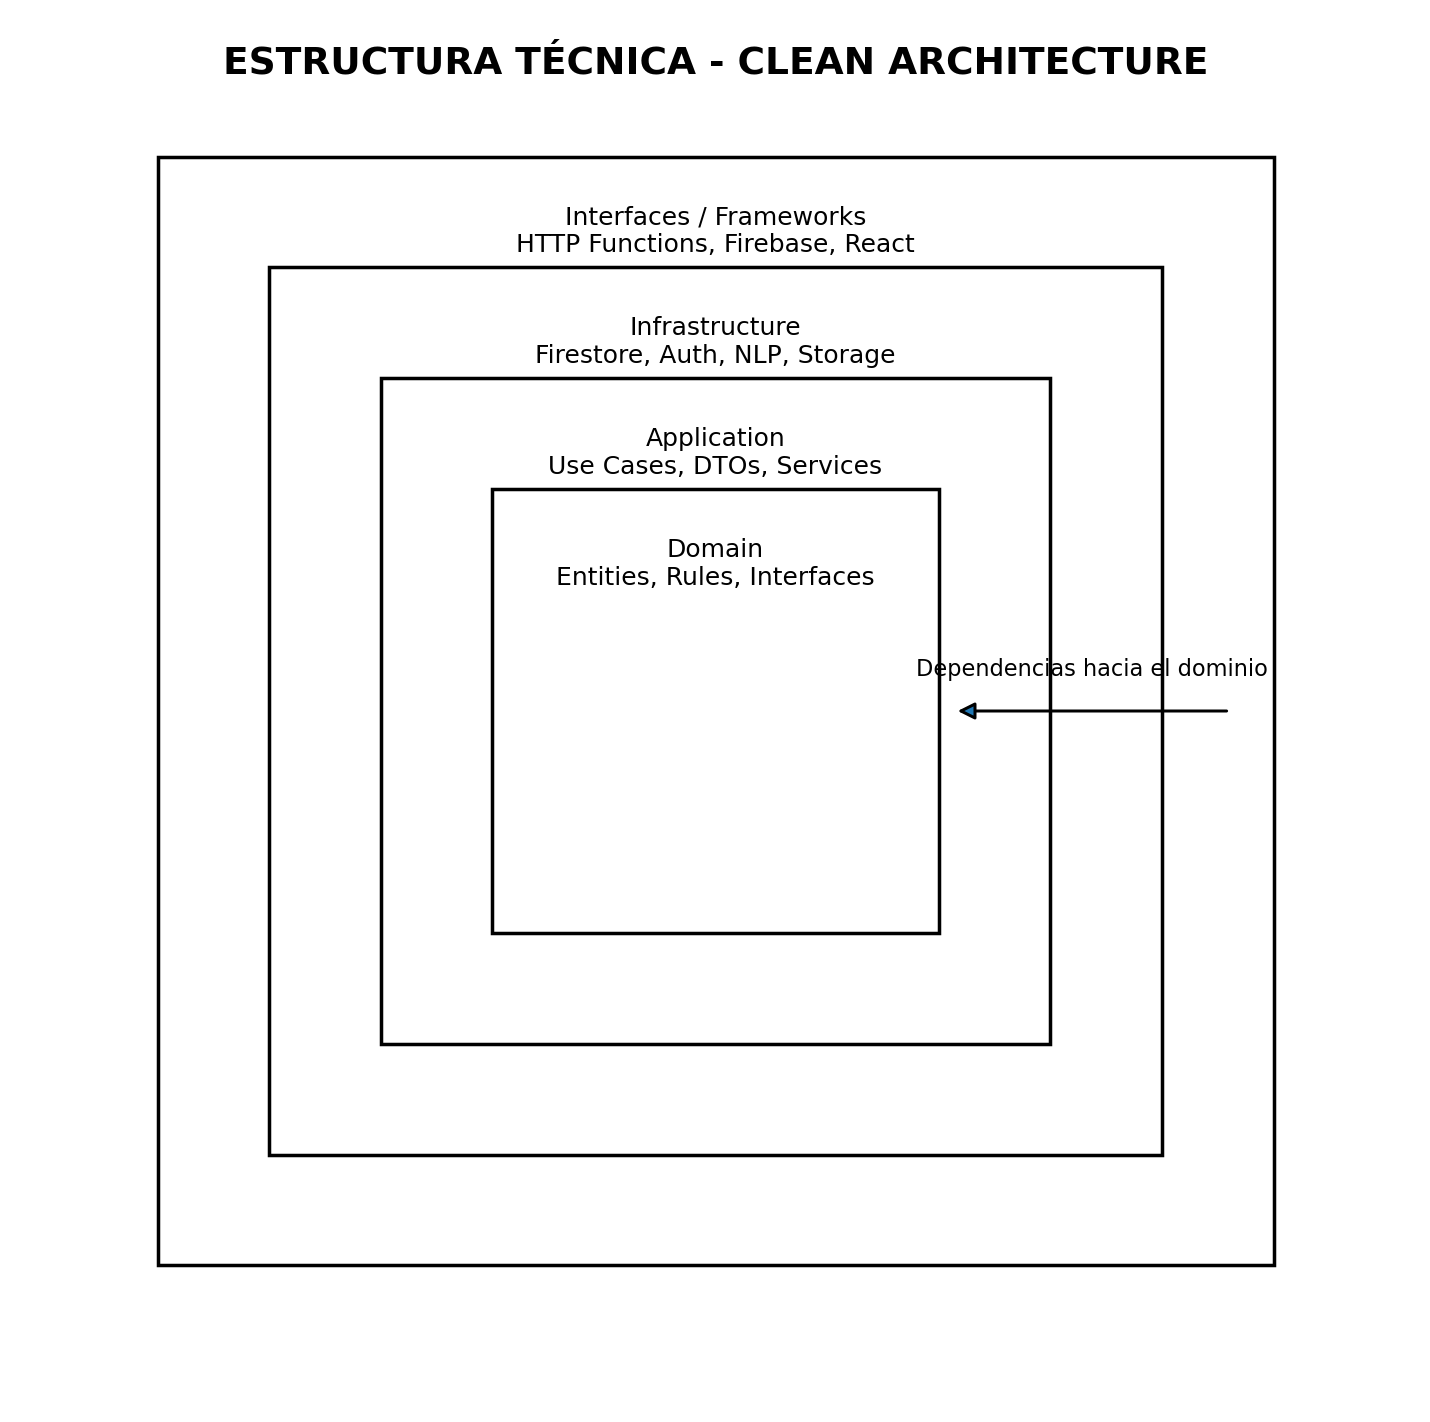 ESTRUCTURA TÉCNICA - CLEAN ARCHITECTURE
Interfaces / Frameworks
HTTP Functions, Firebase, React
Infrastructure
Firestore, Auth, NLP, Storage
Application
Use Cases, DTOs, Services
Domain
Entities, Rules, Interfaces
Dependencias hacia el dominio